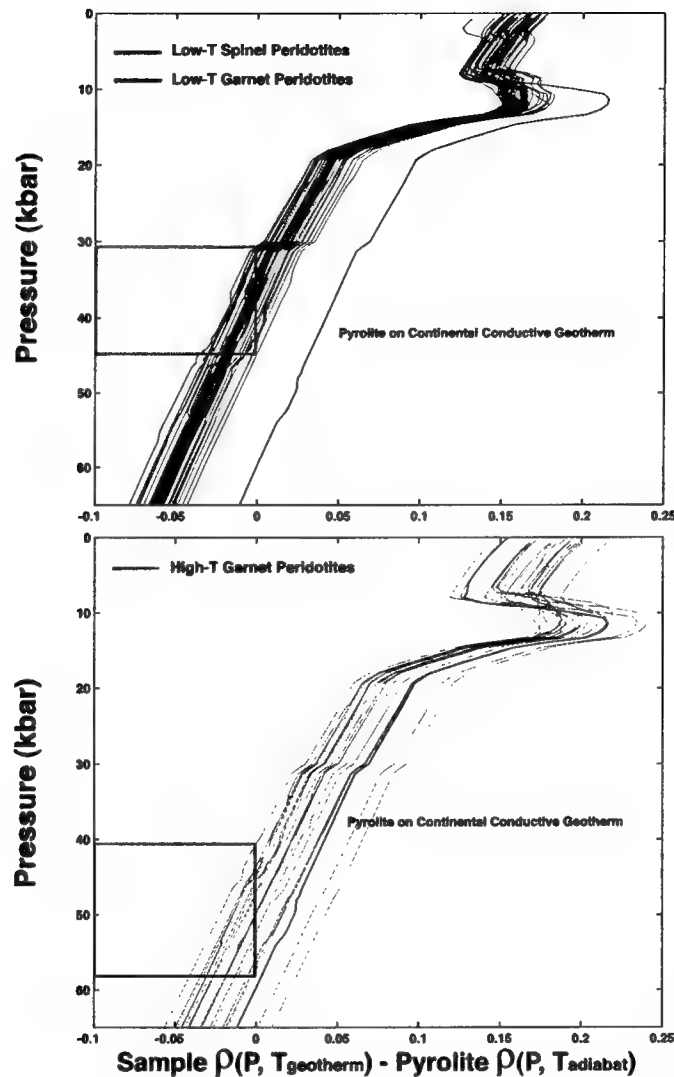 0
10
20
30
40
50
60
Pressure (kbar)
Low-T Spinel Peridotites
Low-T Garnet Peridotites
Pyrolite on Continental Conductive Geotherm
-0.1 -0.05 0 0.05 0.1 0.15 0.2 0.25
0
10
20
30
40
50
60
Pressure (kbar)
High-T Garnet Peridotites
Pyrolite on Continental Conductive Geotherm
-0.1 -0.05 0 0.05 0.1 0.15 0.2 0.25
Sample ρ(P, Tgeotherm) - Pyrolite ρ(P, Tadiabat)